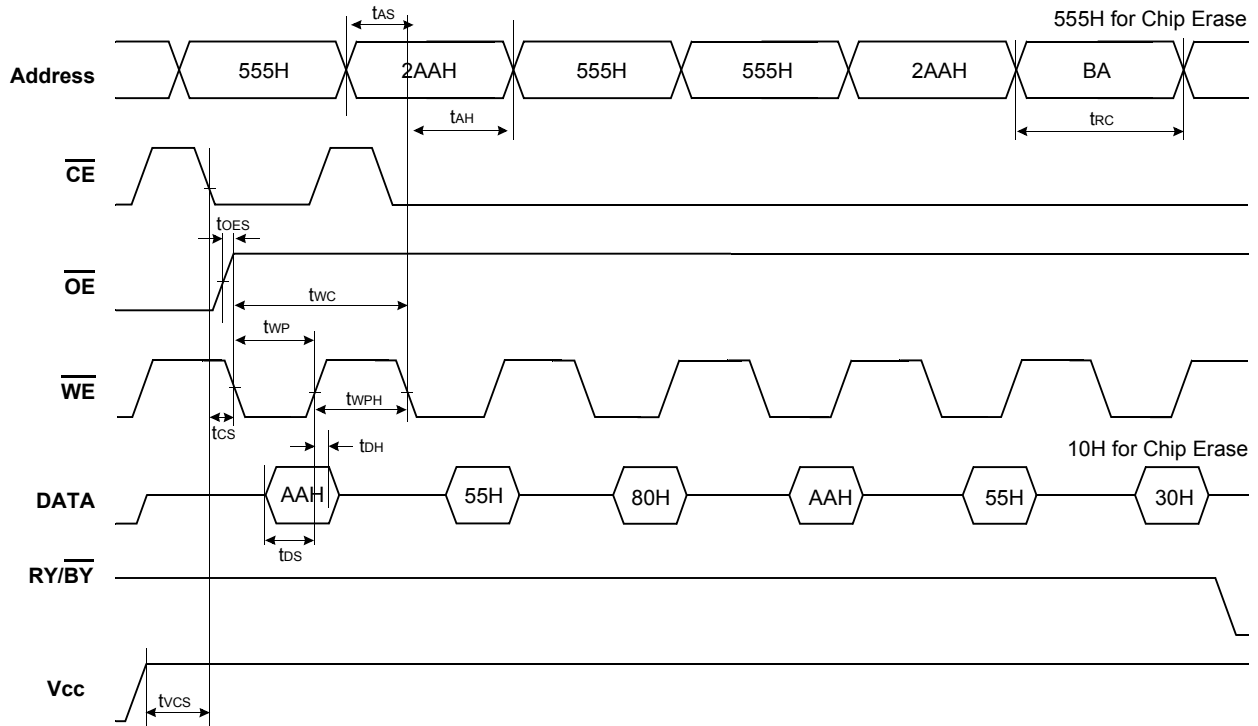 tAS
555H for Chip Erase
Address 555H 2AAH 555H 555H 2AAH BA
tAH tRC
CE
tOES
OE
tWC
tWP
WE
tWPH
tCS
tDH
10H for Chip Erase
DATA AAH 55H 80H AAH 55H 30H
tDS
RY/BY
Vcc
tVCS